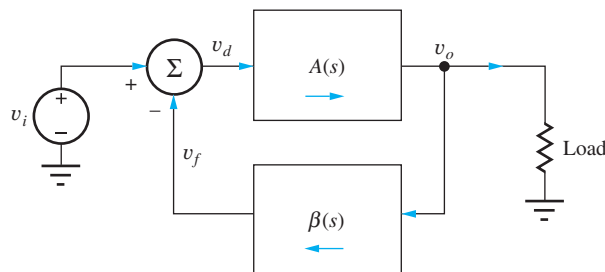 v_d
v_o
Σ
A(s)
+
−
+
−
v_i
Load
v_f
β(s)